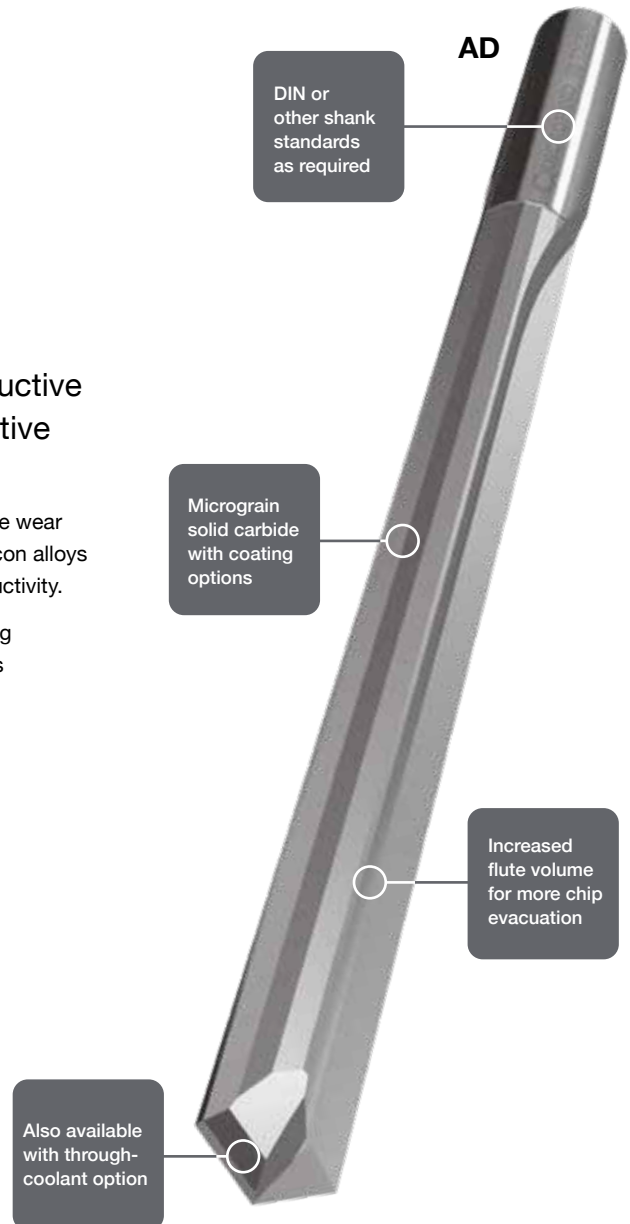 AD
DIN or
other shank
standards
as required
uctive
tive
e wear
con alloys
uctivity.
g
s
Micrograin
solid carbide
with coating
options
Increased
flute volume
for more chip
evacuation
Also available
with through-
coolant option